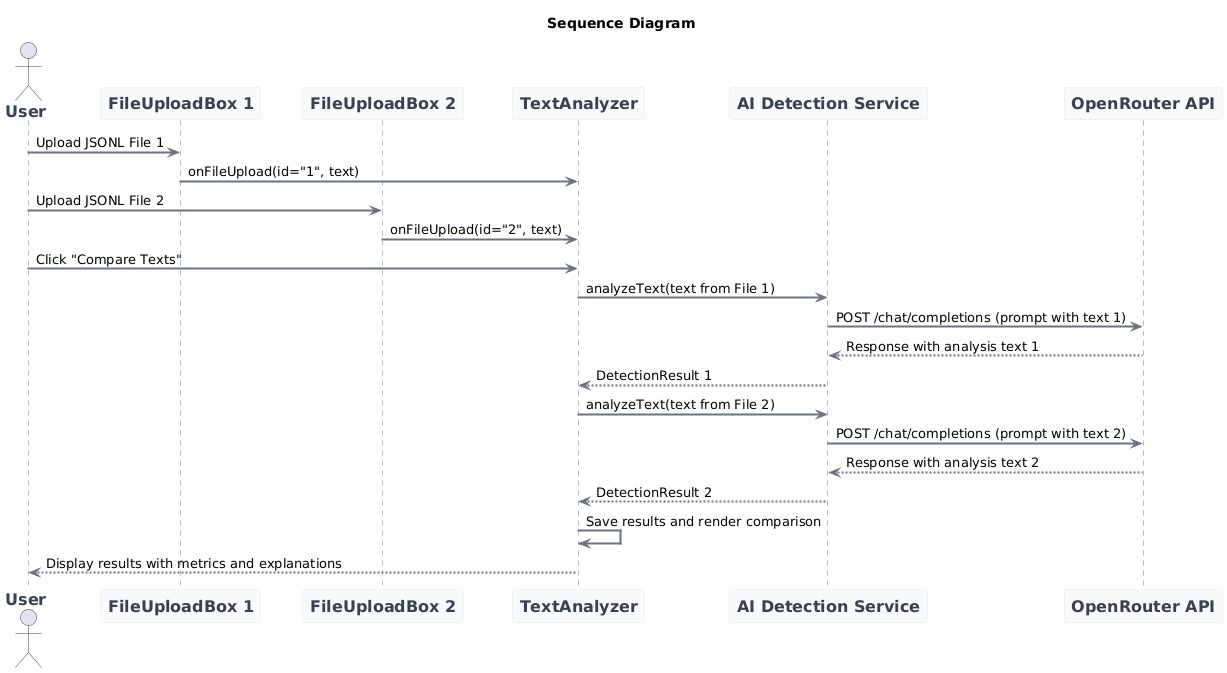 Sequence Diagram
User
FileUploadBox 1
FileUploadBox 2
TextAnalyzer
AI Detection Service
OpenRouter API
Upload JSONL File 1
onFileUpload(id="1", text)
Upload JSONL File 2
onFileUpload(id="2", text)
Click "Compare Texts"
analyzeText(text from File 1)
POST /chat/completions (prompt with text 1)
Response with analysis text 1
DetectionResult 1
analyzeText(text from File 2)
POST /chat/completions (prompt with text 2)
Response with analysis text 2
DetectionResult 2
Save results and render comparison
Display results with metrics and explanations
User
FileUploadBox 1
FileUploadBox 2
TextAnalyzer
AI Detection Service
OpenRouter API